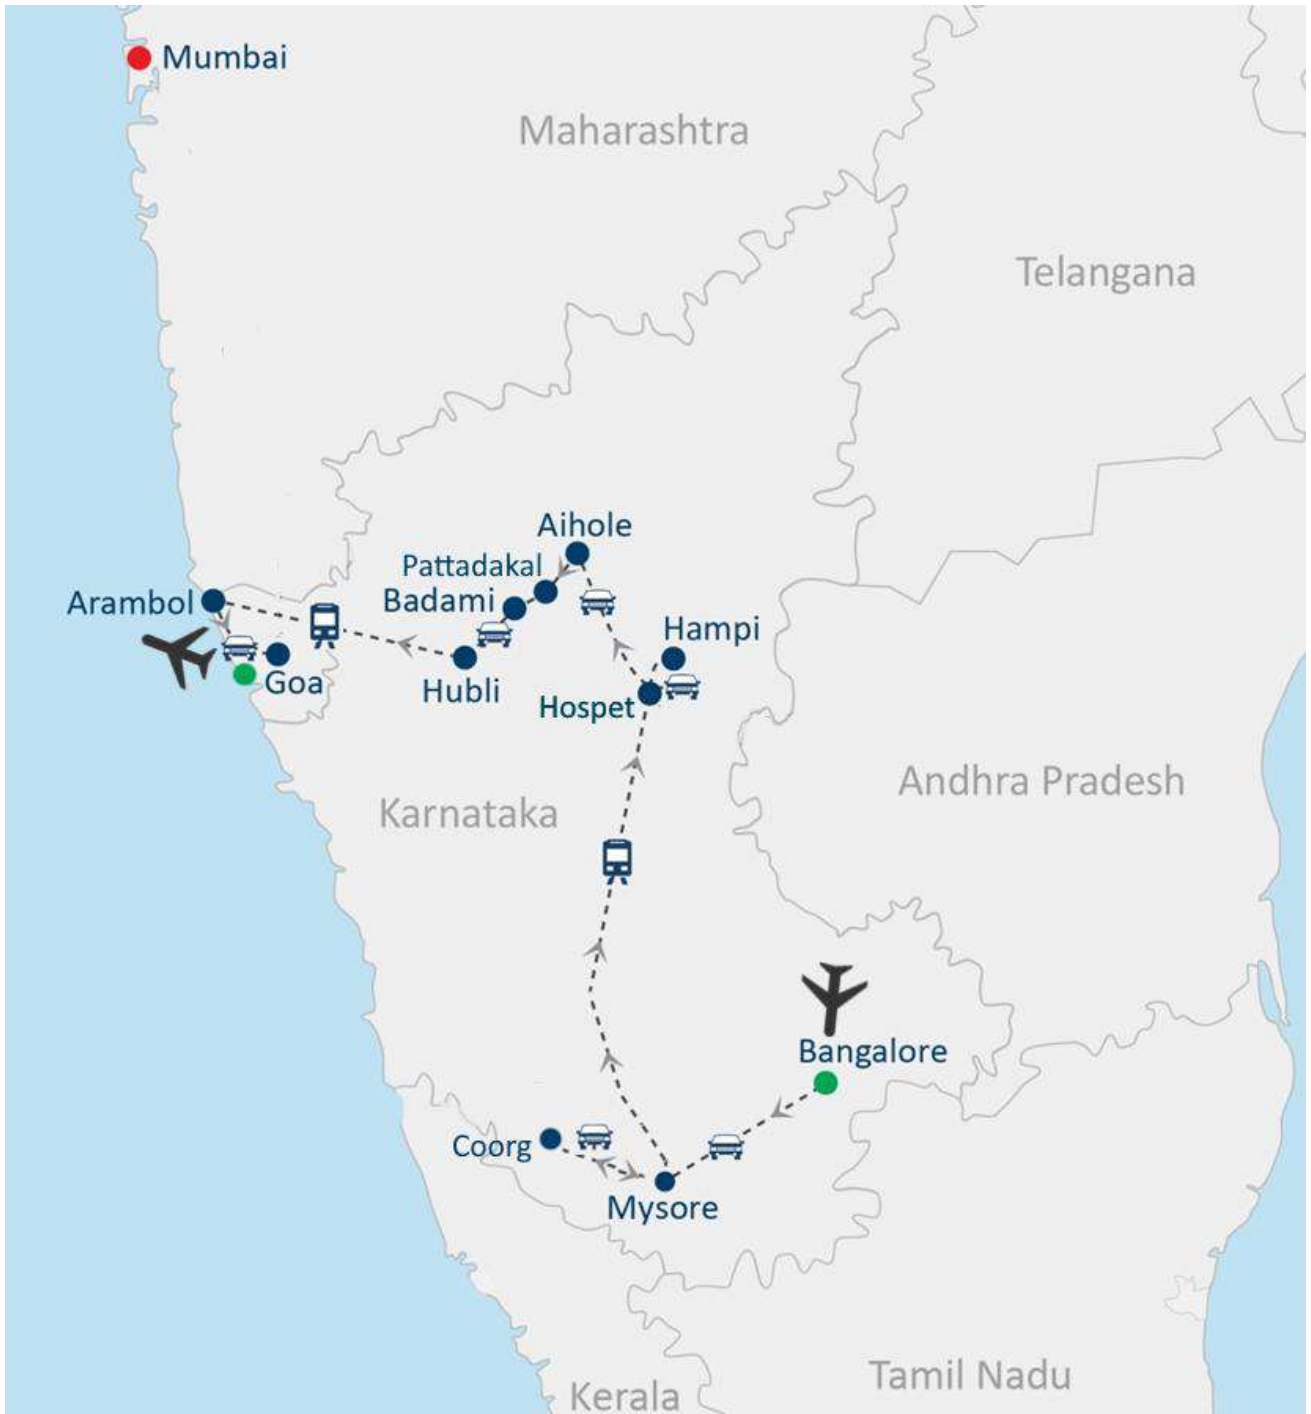 Mumbai
Maharashtra
Telangana
Aihole
Pattadakal
Badami
Arambol
Hampi
Goa
Hubli
Hospet
Andhra Pradesh
Karnataka
Bangalore
Coorg
Mysore
Tamil Nadu
Kerala